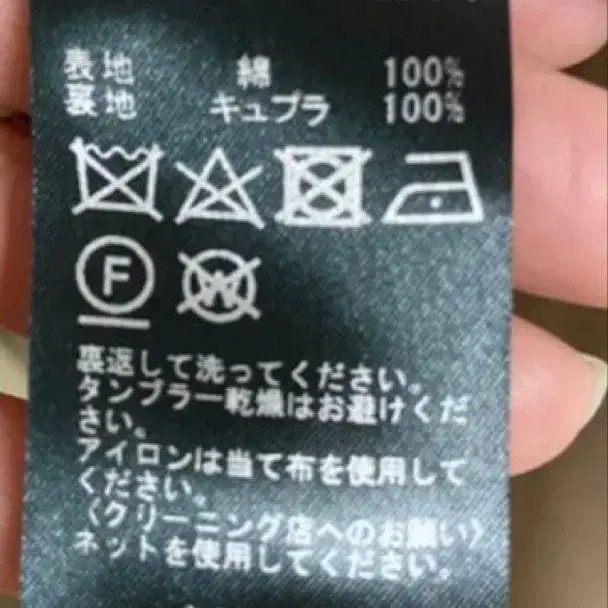 表地 綿 100%
裏地 キュプラ 100%
F
W
裏返して洗ってください。
タンブラー乾燥はお避けくだ
さい。
アイロンは当て布を使用して
ください。
〈クリーニング店へのお願い〉
ネットを使用してください。